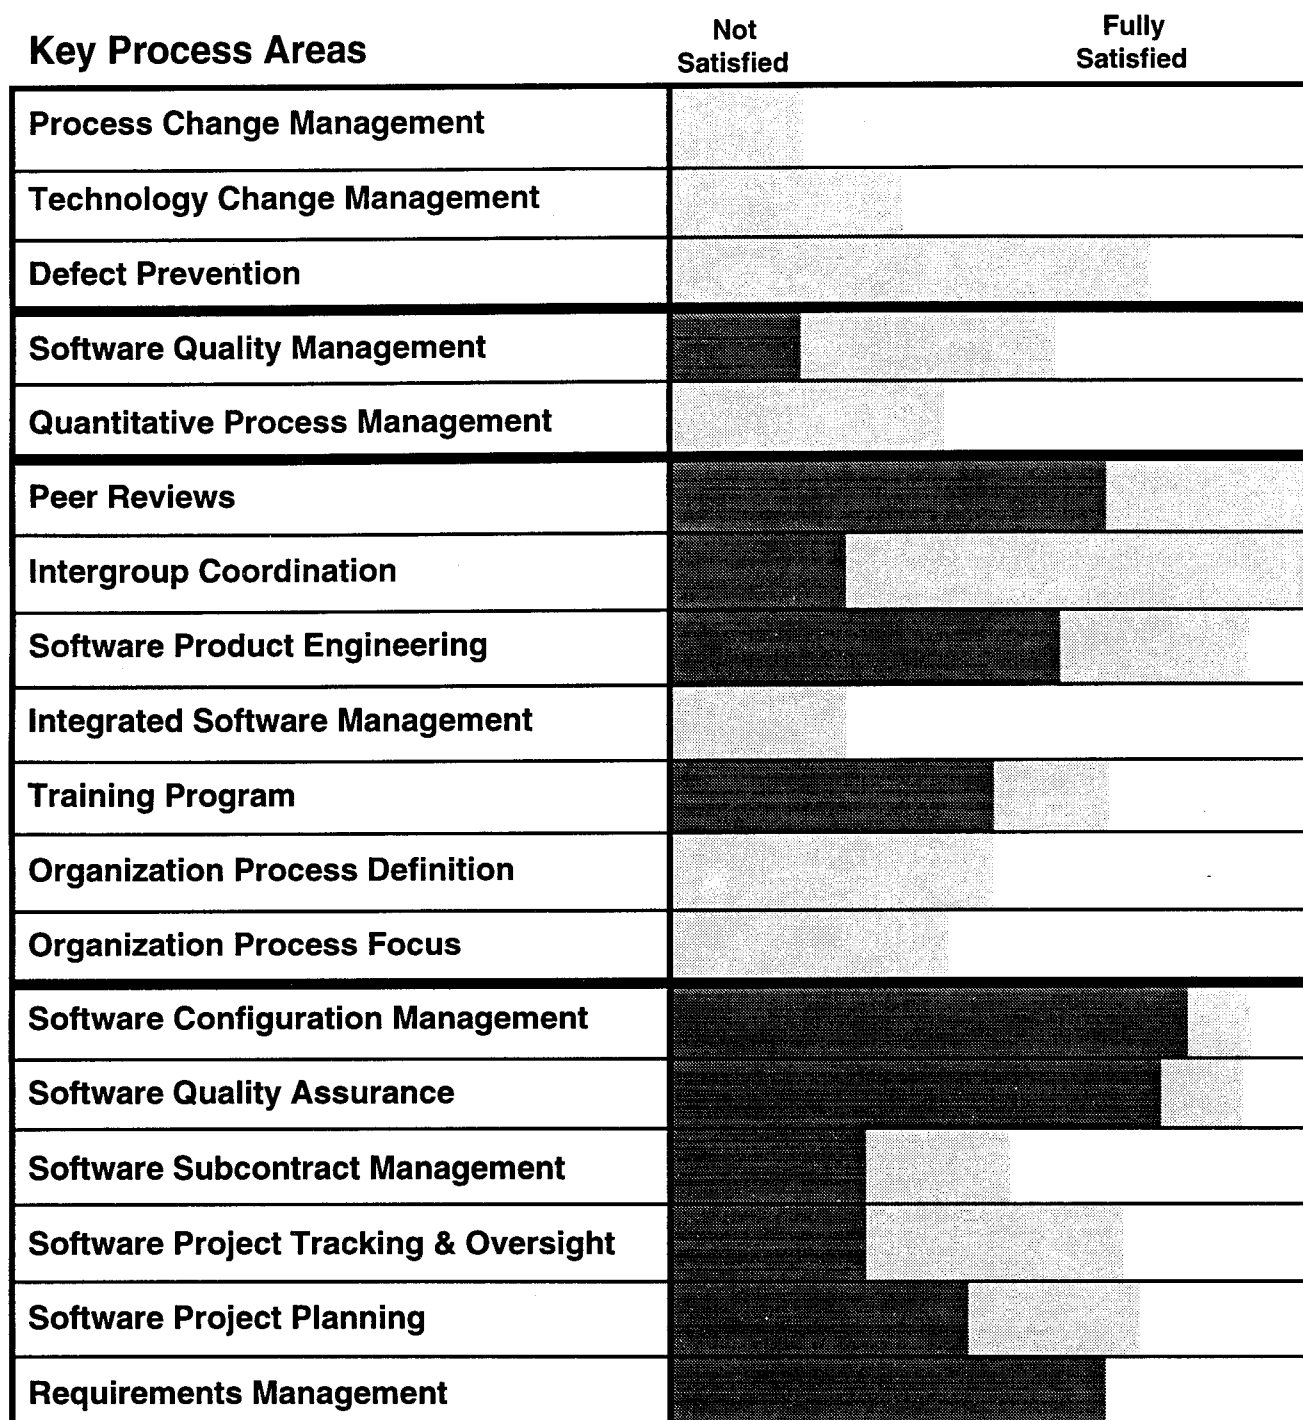 Key Process Areas
Not
Satisfied
Fully
Satisfied
Process Change Management
Technology Change Management
Defect Prevention
Software Quality Management
Quantitative Process Management
Peer Reviews
Intergroup Coordination
Software Product Engineering
Integrated Software Management
Training Program
Organization Process Definition
Organization Process Focus
Software Configuration Management
Software Quality Assurance
Software Subcontract Management
Software Project Tracking & Oversight
Software Project Planning
Requirements Management